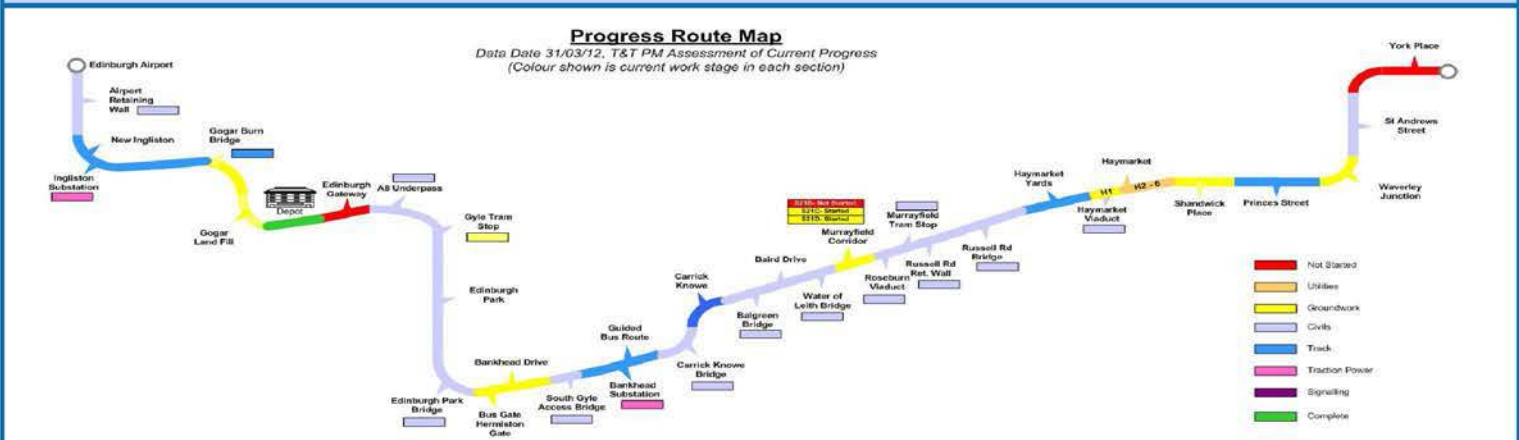 Progress Route Map
Data Date 31/03/12, T&T PM Assessment of Current Progress
(Colour shown is current work stage in each section)
Edinburgh Airport
Airport
Retaining
Wall
New Ingliston
Gogar Burn
Bridge
Ingliston
Substation
Depot
Edinburgh
Gateway
A8 Underpass
Gogar
Land Fill
Gyle Tram
Stop
Edinburgh
Park
Edinburgh Park
Bridge
Bankhead Drive
Bus Gate
Hermiston
Gate
South Gyle
Access Bridge
Guided
Bus Route
Bankhead
Substation
Carrick
Knowe
Carrick Knowe
Bridge
Balgreen
Bridge
Baird Drive
Water of
Leith Bridge
Not Started
Started
Started
Murrayfield
Corridor
Roseburn
Viaduct
Murrayfield
Tram Stop
Russell Rd
Ret. Wall
Russell Rd
Bridge
Haymarket
Yards
H1
H2 - 6
Haymarket
Haymarket
Viaduct
Shandwick
Place
Princes Street
Waverley
Junction
St Andrews
Street
York Place
Not Started
Utilities
Groundwork
Civils
Track
Traction Power
Signalling
Complete